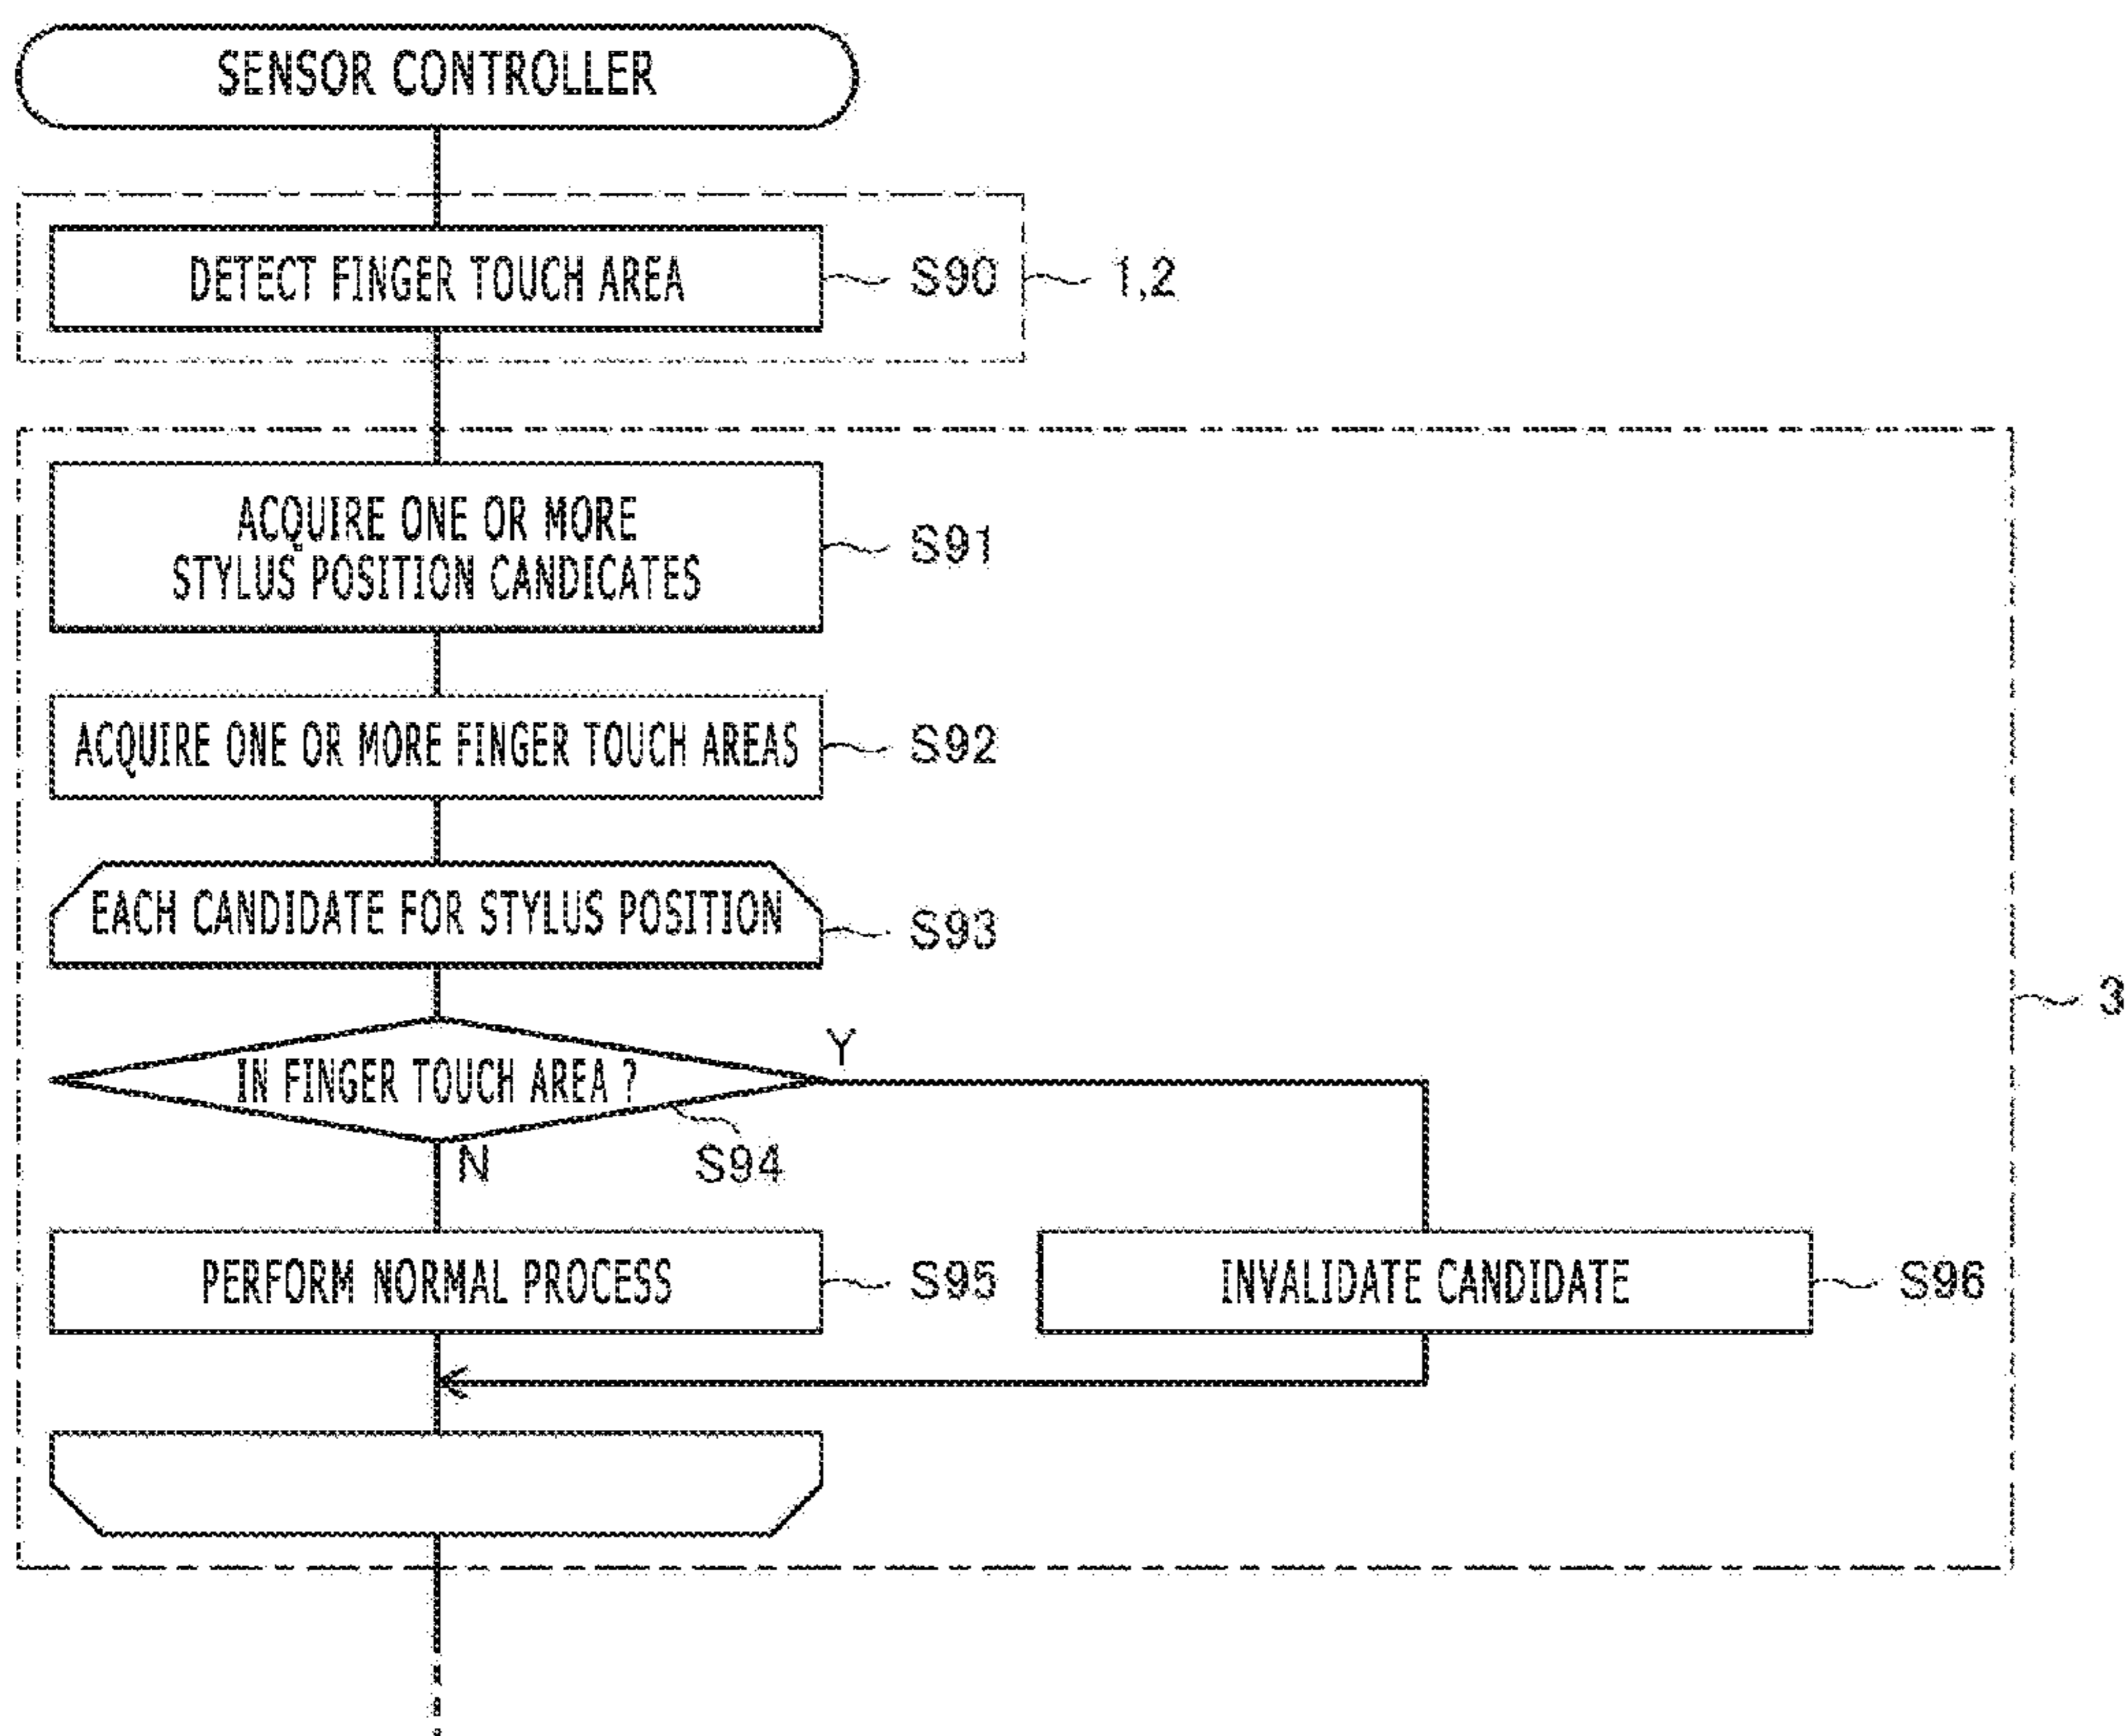 SENSOR CONTROLLER
DETECT FINGER TOUCH AREA
S90
1,2
ACQUIRE ONE OR MORE
STYLUS POSITION CANDICATES
S91
ACQUIRE ONE OR MORE FINGER TOUCH AREAS
S92
EACH CANDIDATE FOR STYLUS POSITION
S93
3
IN FINGER TOUCH AREA ?
Y
S94
N
PERFORM NORMAL PROCESS
S95
INVALIDATE CANDIDATE
S96